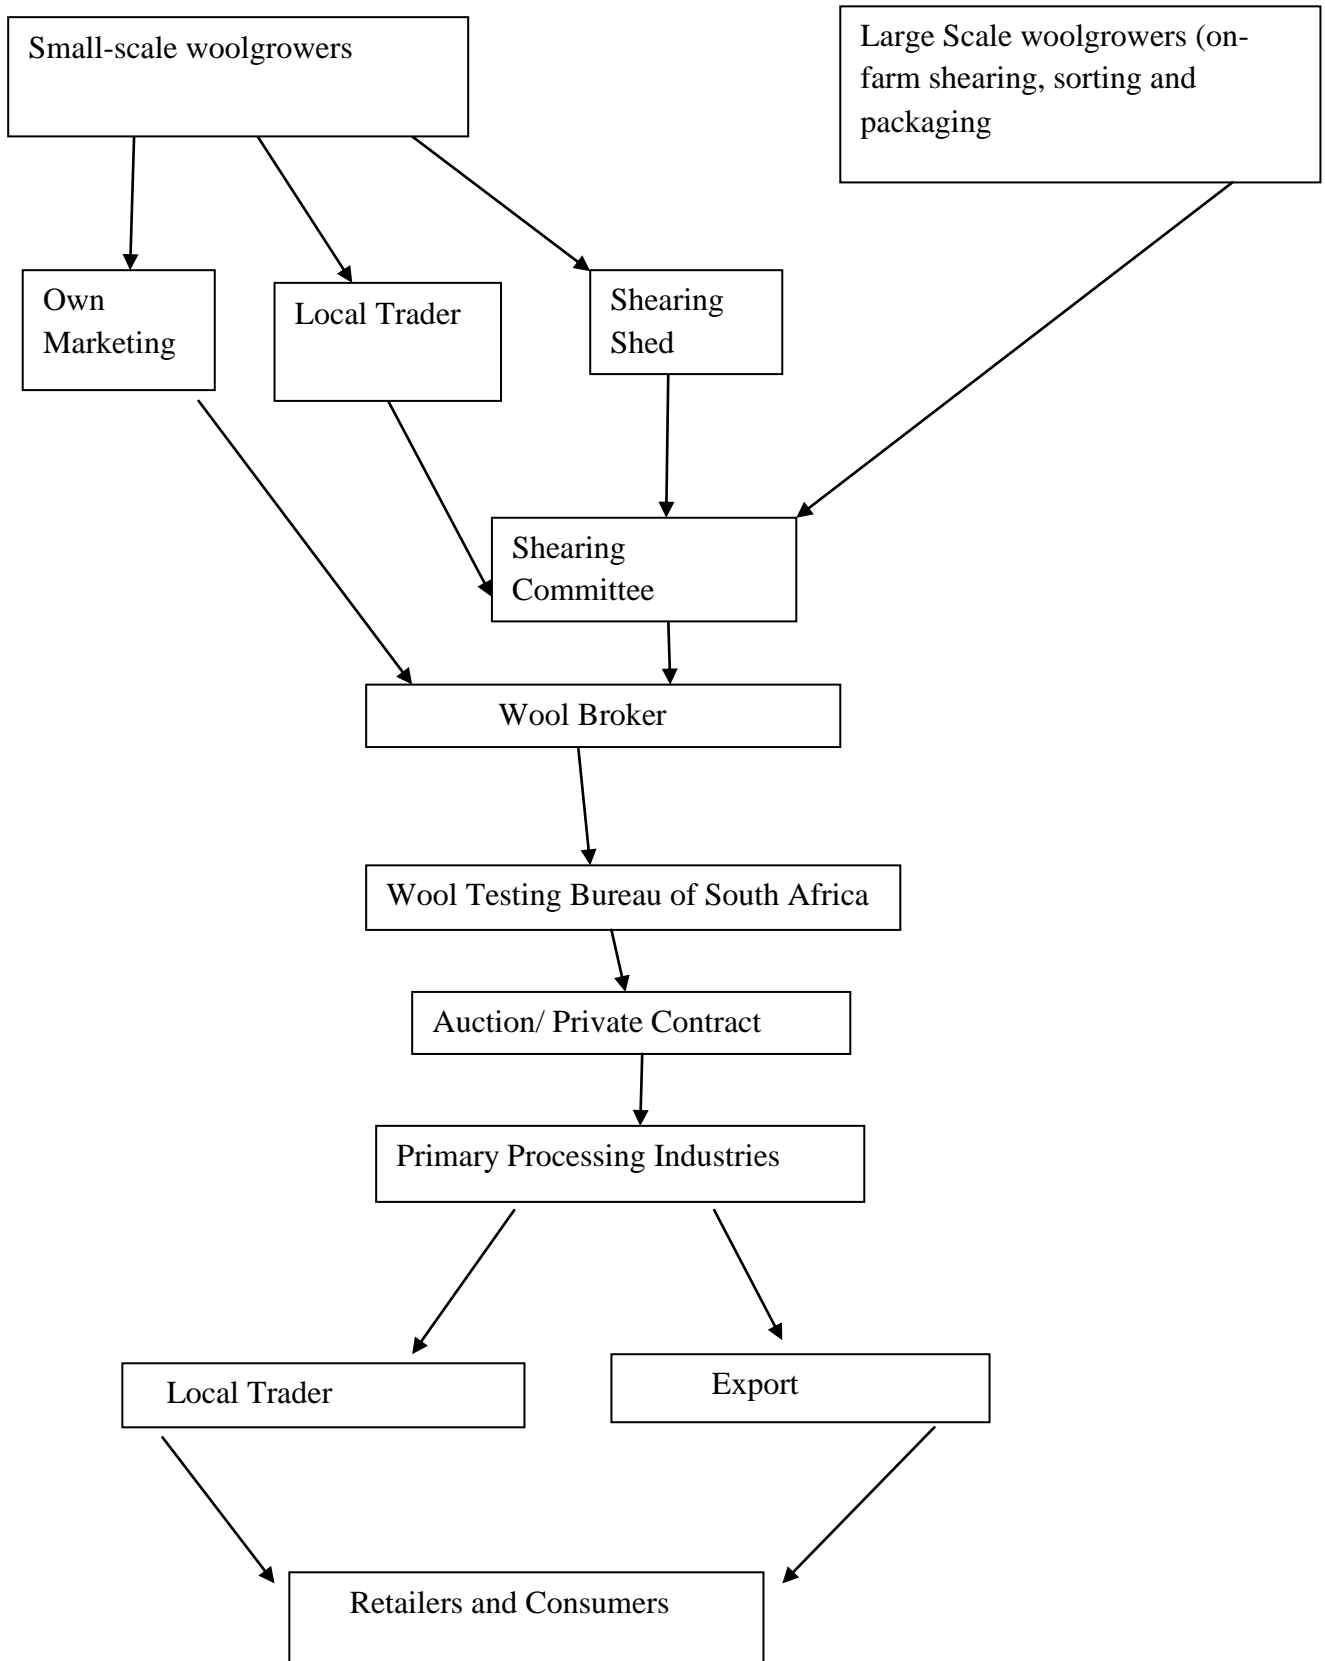 Small-scale woolgrowers
Large Scale woolgrowers (on-
farm shearing, sorting and
packaging
Own
Marketing
Local Trader
Shearing
Shed
Shearing
Committee
Wool Broker
Wool Testing Bureau of South Africa
Auction/ Private Contract
Primary Processing Industries
Local Trader
Export
Retailers and Consumers